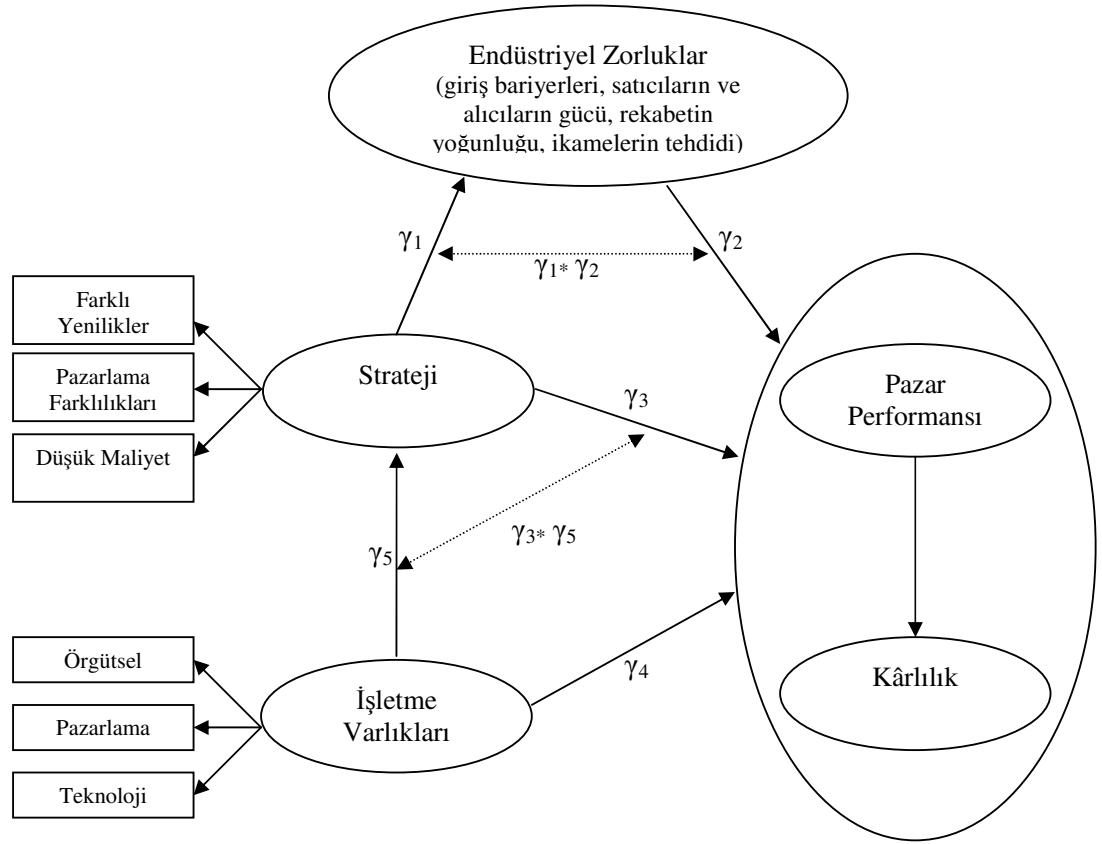 Endüstriyel Zorluklar
(giriş bariyerleri, satıcıların ve
alıcıların gücü, rekabetin
yoğunluğu, ikamelerin tehdidi)
γ1
γ2
γ1* γ2
Farklı
Yenilikler
Pazarlama
Farklılıkları
Düşük Maliyet
Strateji
γ3
Pazar
Performansı
γ5
γ3* γ5
Örgütsel
Pazarlama
Teknoloji
İşletme
Varlıkları
γ4
Kârlılık